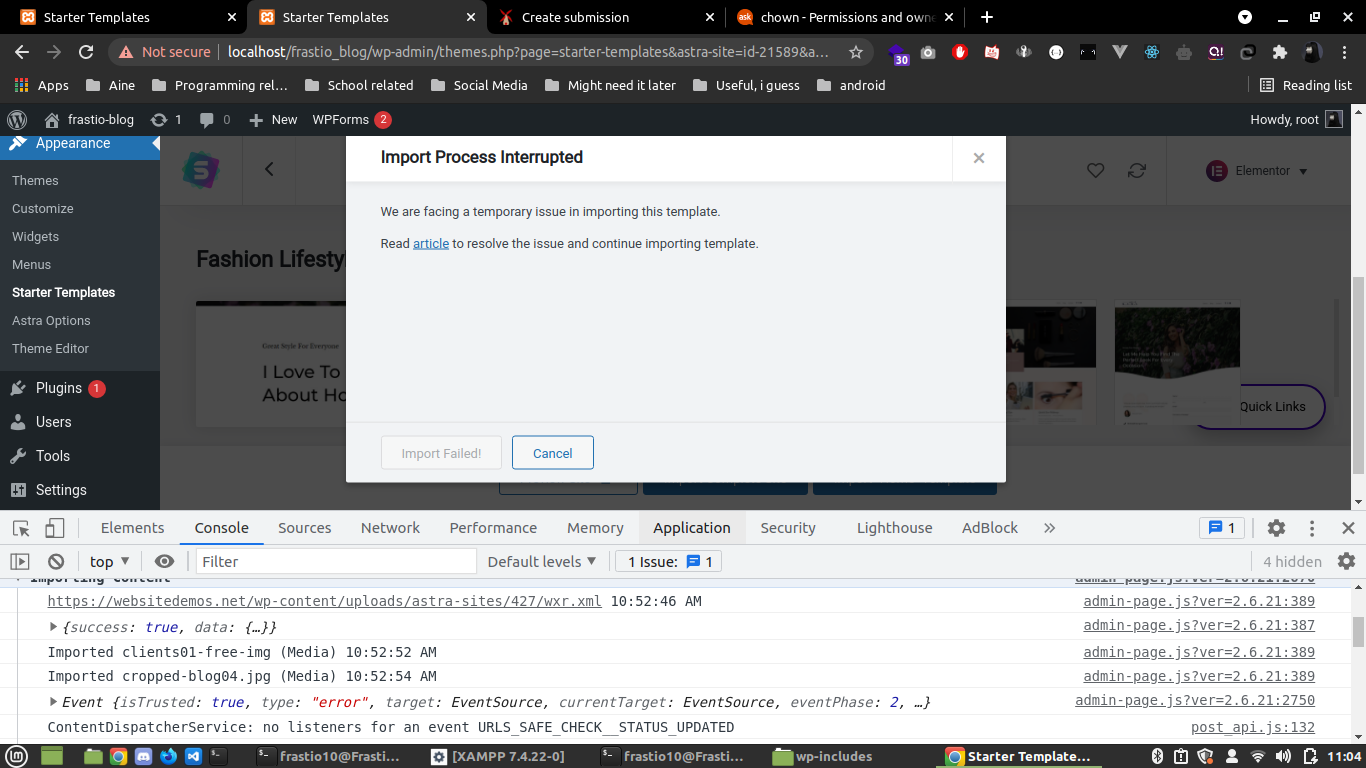 Starter Templates
Starter Templates
Create submission
chown - Permissions and owne
Not secure localhost/frastio_blog/wp-admin/themes.php?page=starter-templates&astra-site=id-21589&a...
30
Apps Aine Programming rel... School related Social Media Might need it later Useful, i guess android Reading list
frastio-blog 1 0 New WPForms 2 Howdy, root
Appearance
Themes
Customize
Widgets
Menus
Starter Templates
Astra Options
Theme Editor
Plugins 1
Users
Tools
Settings
Elementor
Fashion Lifesty
Great Style For Everyone
I Love To
About Ho
Quick Links
Import Process Interrupted
We are facing a temporary issue in importing this template.
Read article to resolve the issue and continue importing template.
Import Failed! Cancel
Elements Console Sources Network Performance Memory Application Security Lighthouse AdBlock 1
top Filter Default levels 1 Issue: 1 4 hidden
Importing Content admin-page.js?ver=2.6.21:2676
https://websitedemos.net/wp-content/uploads/astra-sites/427/wxr.xml 10:52:46 AM admin-page.js?ver=2.6.21:389
{success: true, data: {…}} admin-page.js?ver=2.6.21:387
Imported clients01-free-img (Media) 10:52:52 AM admin-page.js?ver=2.6.21:389
Imported cropped-blog04.jpg (Media) 10:52:54 AM admin-page.js?ver=2.6.21:389
Event {isTrusted: true, type: "error", target: EventSource, currentTarget: EventSource, eventPhase: 2, …} admin-page.js?ver=2.6.21:2750
ContentDispatcherService: no listeners for an event URLS_SAFE_CHECK__STATUS_UPDATED post_api.js:132
frastio10@Frasti... [XAMPP 7.4.22-0] frastio10@Frasti... wp-includes Starter Template... 11:04